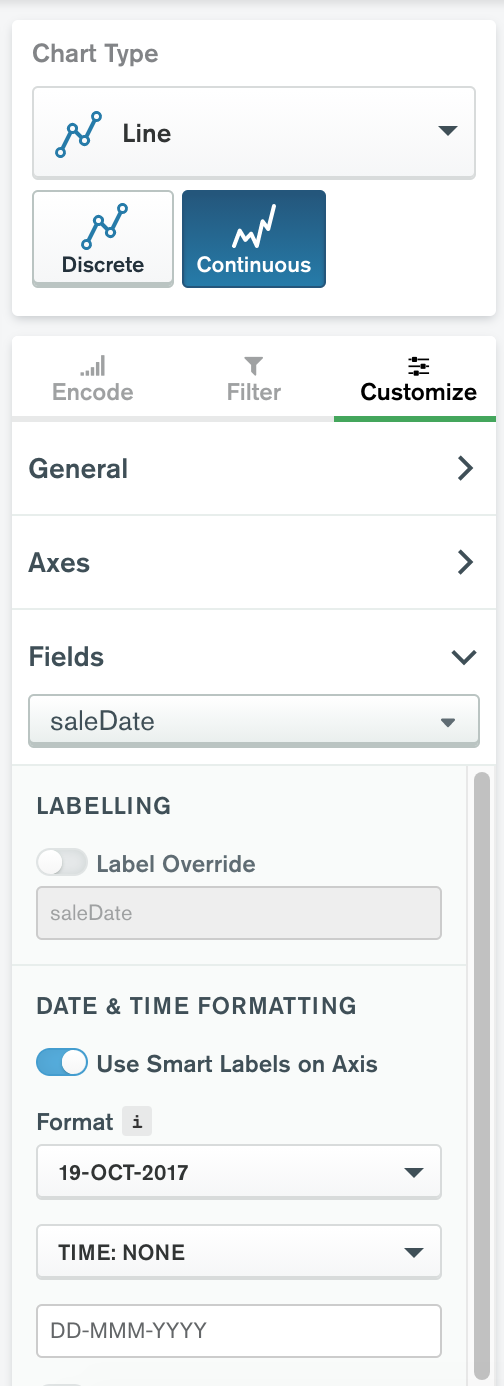 Chart Type
Line
Discrete
Continuous
Encode
Filter
Customize
General
Axes
Fields
saleDate
LABELLING
Label Override
saleDate
DATE & TIME FORMATTING
Use Smart Labels on Axis
Format i
19-OCT-2017
TIME: NONE
DD-MMM-YYYY